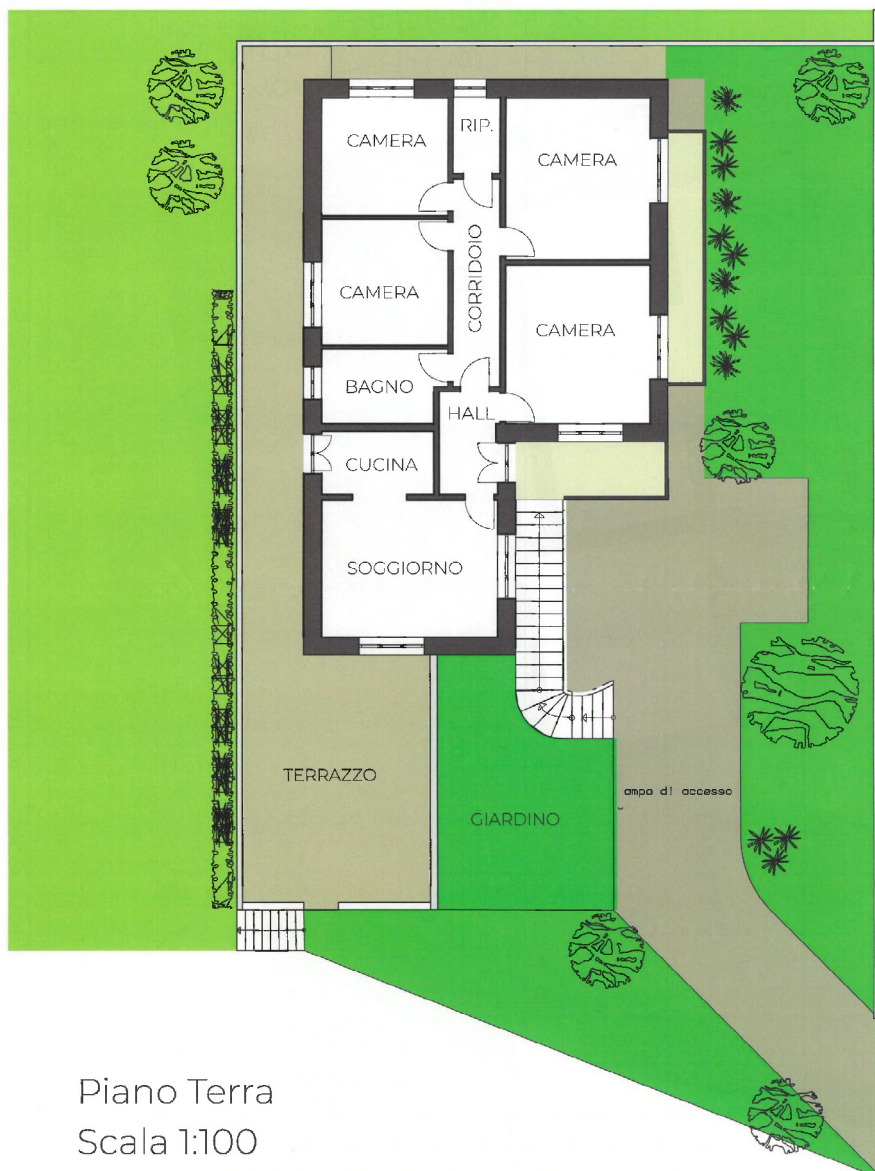 CAMERA
RIP.
CAMERA
CORRIDOIO
CAMERA
CAMERA
BAGNO
HALL
CUCINA
SOGGIORNO
TERRAZZO
GIARDINO
ampa di accesso
Piano Terra
Scala 1:100